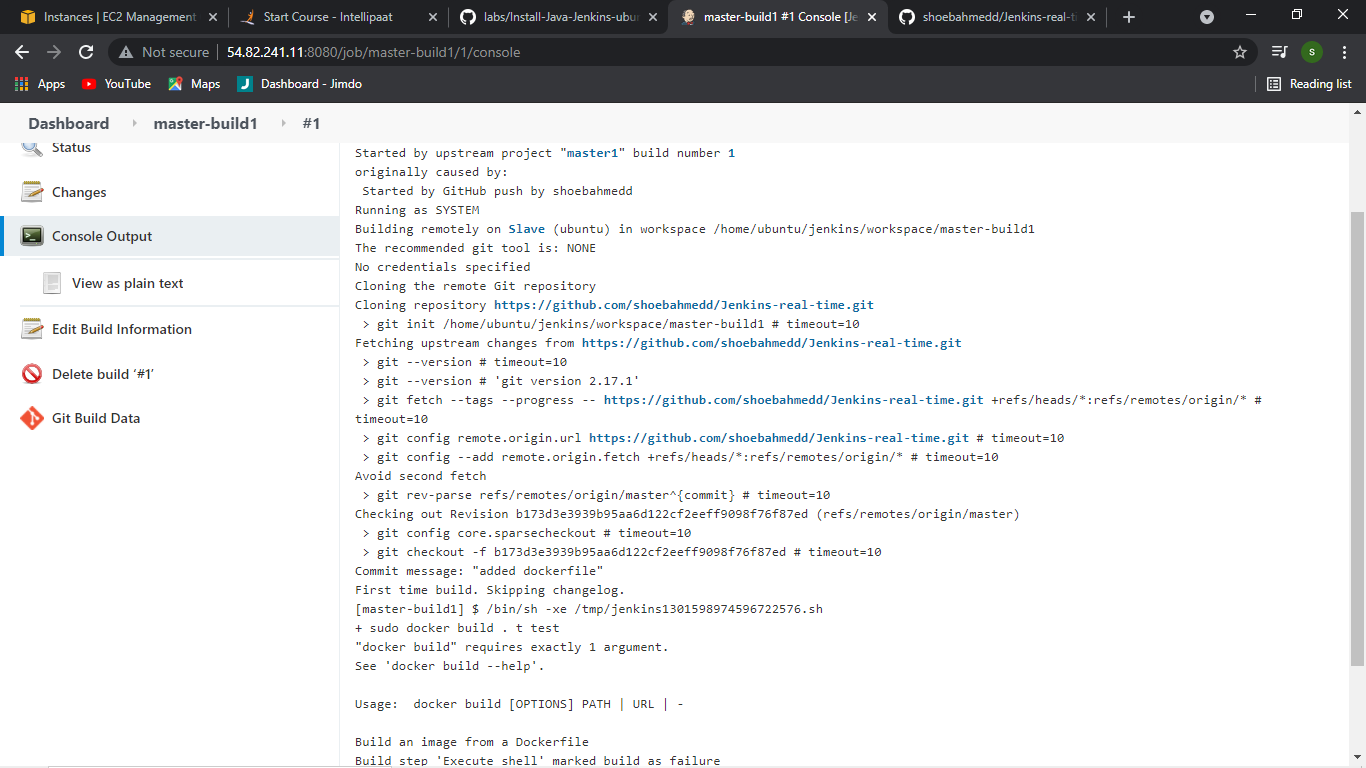 Instances | EC2 Management
Start Course - Intellipaat
labs/Install-Java-Jenkins-ubu
master-build1 #1 Console [Je
shoebahmedd/Jenkins-real-ti
Not secure
54.82.241.11:8080/job/master-build1/1/console
S
Apps
YouTube
Maps
J
Dashboard - Jimdo
Reading list
Dashboard
master-build1
#1
Status
Changes
Console Output
View as plain text
Edit Build Information
Delete build ‘#1’
Git Build Data
Started by upstream project "master1" build number 1
originally caused by:
Started by GitHub push by shoebahmedd
Running as SYSTEM
Building remotely on Slave (ubuntu) in workspace /home/ubuntu/jenkins/workspace/master-build1
The recommended git tool is: NONE
No credentials specified
Cloning the remote Git repository
Cloning repository https://github.com/shoebahmedd/Jenkins-real-time.git
> git init /home/ubuntu/jenkins/workspace/master-build1 # timeout=10
Fetching upstream changes from https://github.com/shoebahmedd/Jenkins-real-time.git
> git --version # timeout=10
> git --version # 'git version 2.17.1'
> git fetch --tags --progress -- https://github.com/shoebahmedd/Jenkins-real-time.git +refs/heads/*:refs/remotes/origin/* #
timeout=10
> git config remote.origin.url https://github.com/shoebahmedd/Jenkins-real-time.git # timeout=10
> git config --add remote.origin.fetch +refs/heads/*:refs/remotes/origin/* # timeout=10
Avoid second fetch
> git rev-parse refs/remotes/origin/master^{commit} # timeout=10
Checking out Revision b173d3e3939b95aa6d122cf2eeff9098f76f87ed (refs/remotes/origin/master)
> git config core.sparsecheckout # timeout=10
> git checkout -f b173d3e3939b95aa6d122cf2eeff9098f76f87ed # timeout=10
Commit message: "added dockerfile"
First time build. Skipping changelog.
[master-build1] $ /bin/sh -xe /tmp/jenkins1301598974596722576.sh
+ sudo docker build . t test
"docker build" requires exactly 1 argument.
See 'docker build --help'.
Usage:  docker build [OPTIONS] PATH | URL | -
Build an image from a Dockerfile
Build step 'Execute shell' marked build as failure